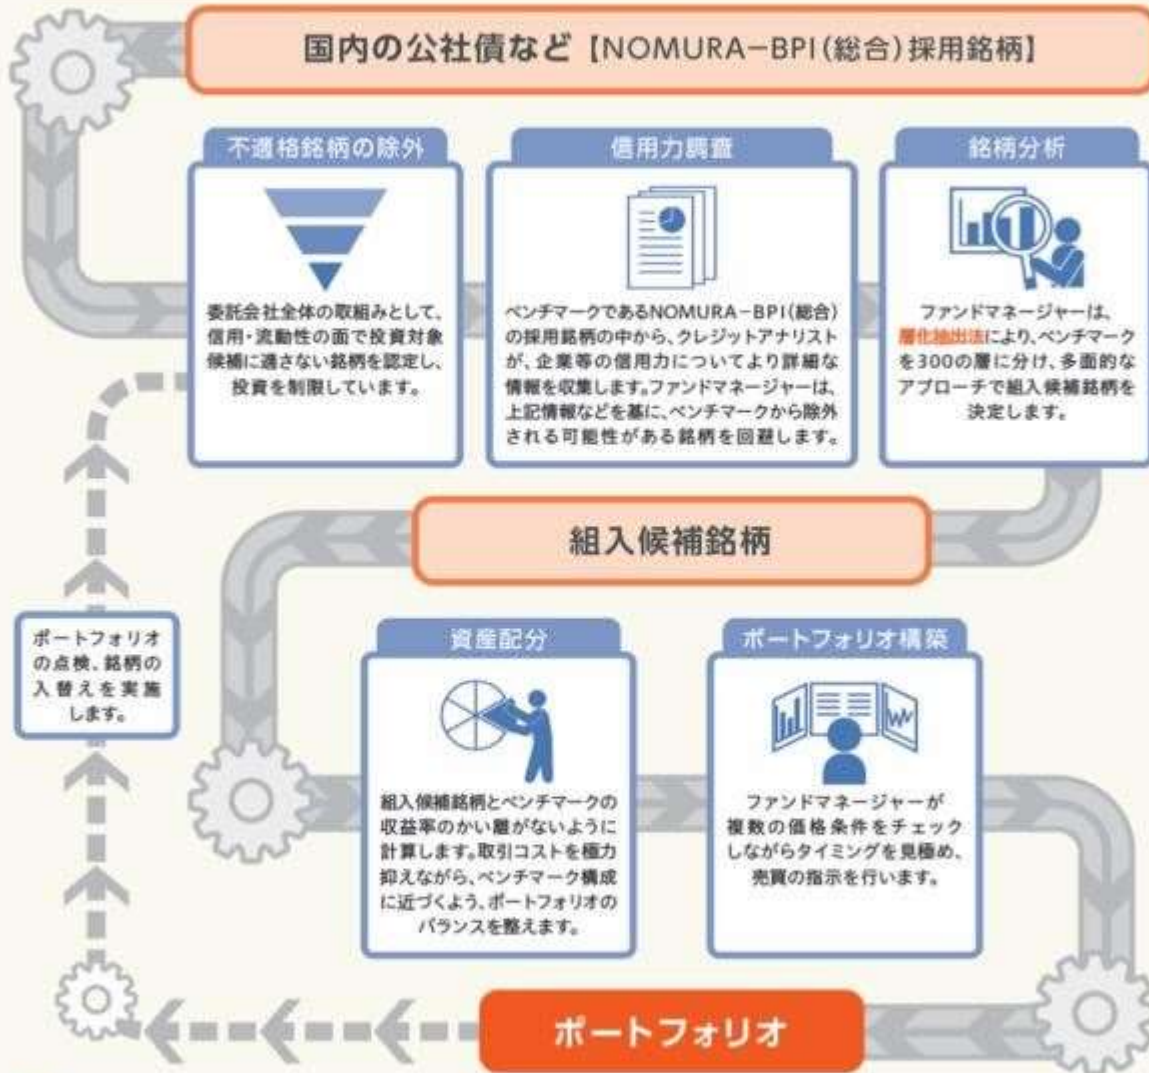 国内の公社債など【NOMURA−BPI(総合)採用銘柄】
不適格銘柄の除外
委託会社全体の取組みとして、
信用・流動性の面で投資対象
候補に適さない銘柄を認定し、
投資を制限しています。
信用力調査
ベンチマークであるNOMURA−BPI(総合)
の採用銘柄の中から、クレジットアナリスト
が、企業等の信用力についてより詳細な
情報を収集します。ファンドマネージャーは、
上記情報などを基に、ベンチマークから除外
される可能性がある銘柄を回避します。
銘柄分析
ファンドマネージャーは、
層化抽出法により、ベンチマーク
を300の層に分け、多面的な
アプローチで組入候補銘柄を
決定します。
組入候補銘柄
資産配分
組入候補銘柄とベンチマークの
収益率のかい離がないように
計算します。取引コストを極力
抑えながら、ベンチマーク構成
に近づくよう、ポートフォリオの
バランスを整えます。
ポートフォリオ構築
ファンドマネージャーが
複数の価格条件をチェック
しながらタイミングを見極め、
売買の指示を行います。
ポートフォリオ
ポートフォリオ
の点検、銘柄の
入替えを実施
します。